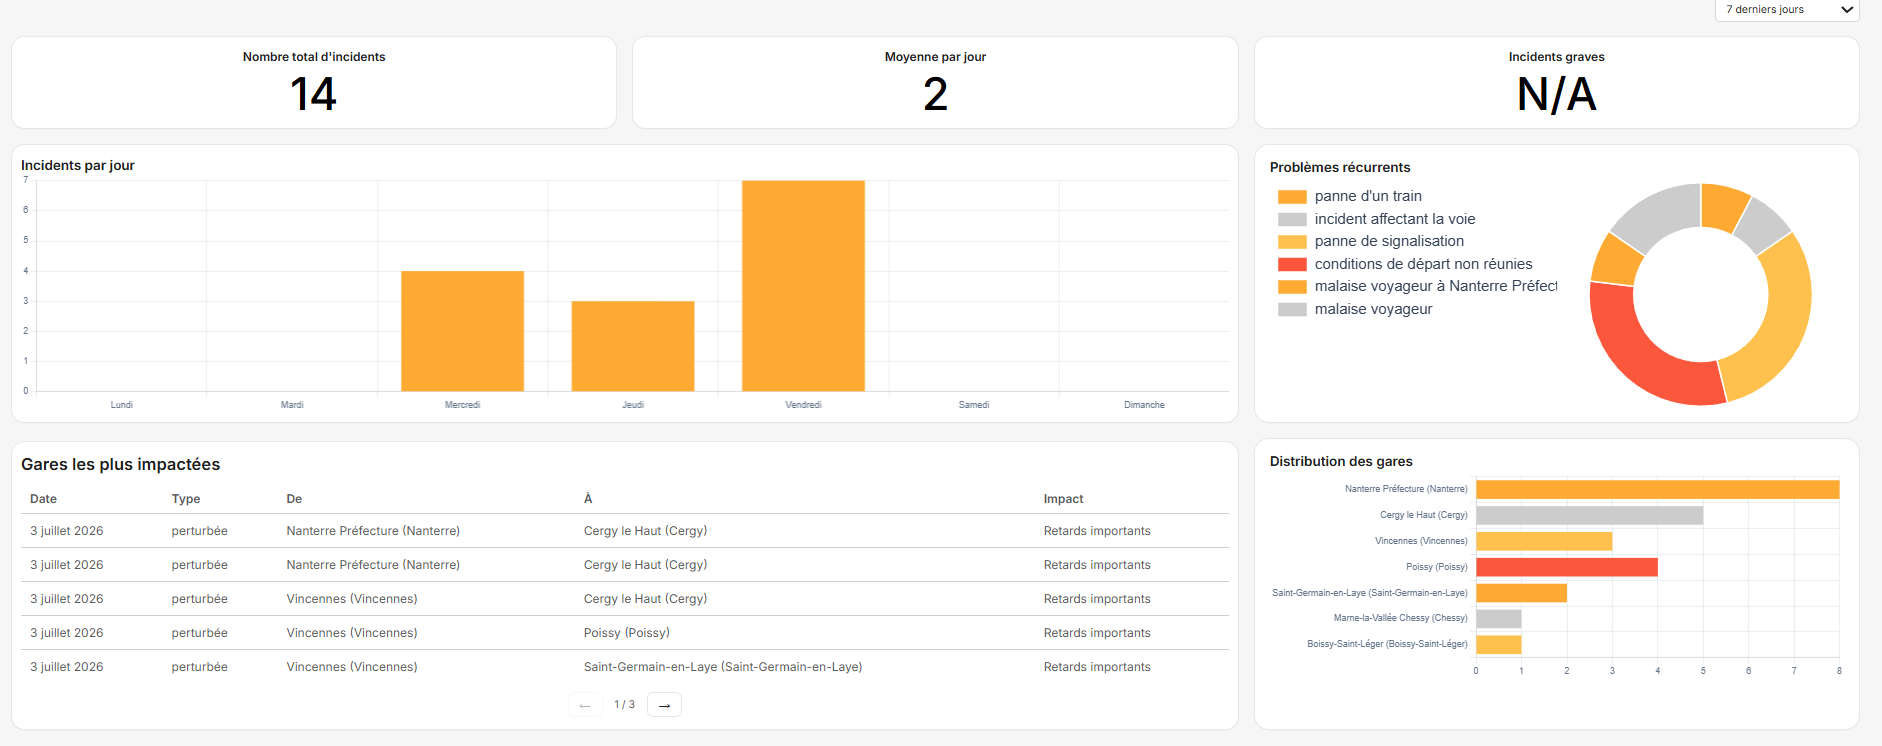 7 derniers jours
Nombre total d'incidents
14
Moyenne par jour
2
Incidents graves
N/A
Incidents par jour
7
6
5
4
3
2
1
0
Lundi Mardi Mercredi Jeudi Vendredi Samedi Dimanche
Problèmes récurrents
panne d'un train
incident affectant la voie
panne de signalisation
conditions de départ non réunies
malaise voyageur à Nanterre Préfect
malaise voyageur
Gares les plus impactées
Date Type De À Impact
3 juillet 2026 perturbée Nanterre Préfecture (Nanterre) Cergy le Haut (Cergy) Retards importants
3 juillet 2026 perturbée Nanterre Préfecture (Nanterre) Cergy le Haut (Cergy) Retards importants
3 juillet 2026 perturbée Vincennes (Vincennes) Cergy le Haut (Cergy) Retards importants
3 juillet 2026 perturbée Vincennes (Vincennes) Poissy (Poissy) Retards importants
3 juillet 2026 perturbée Vincennes (Vincennes) Saint-Germain-en-Laye (Saint-Germain-en-Laye) Retards importants
← 1 / 3 →
Distribution des gares
Nanterre Préfecture (Nanterre)
Cergy le Haut (Cergy)
Vincennes (Vincennes)
Poissy (Poissy)
Saint-Germain-en-Laye (Saint-Germain-en-Laye)
Marne-la-Vallée Chessy (Chessy)
Boissy-Saint-Léger (Boissy-Saint-Léger)
0 1 2 3 4 5 6 7 8